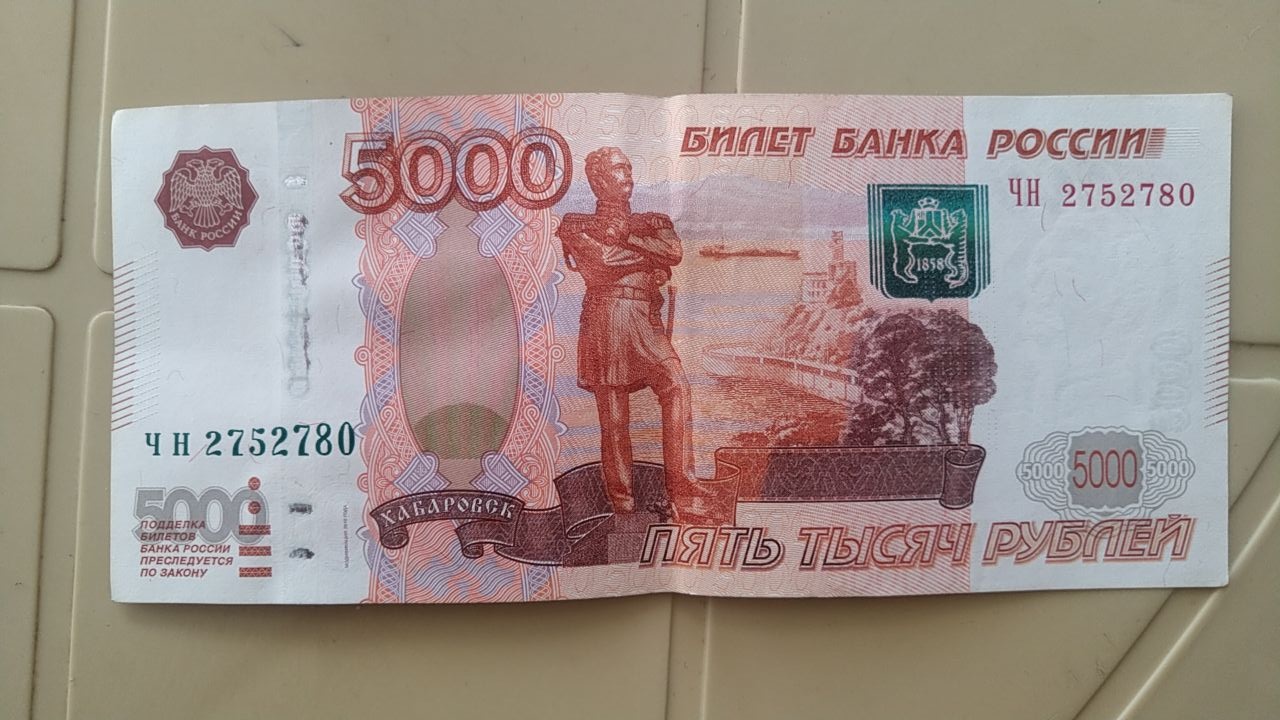 БАНК РОССИИ
5000
БИЛЕТ БАНКА РОССИИ
ЧН 2752780
1858
ЧН 2752780
5000
ПОДДЕЛКА
БИЛЕТОВ
БАНКА РОССИИ
ПРЕСЛЕДУЕТСЯ
ПО ЗАКОНУ
ХАБАРОВСК
5000 5000 5000
ПЯТЬ ТЫСЯЧ РУБЛЕЙ